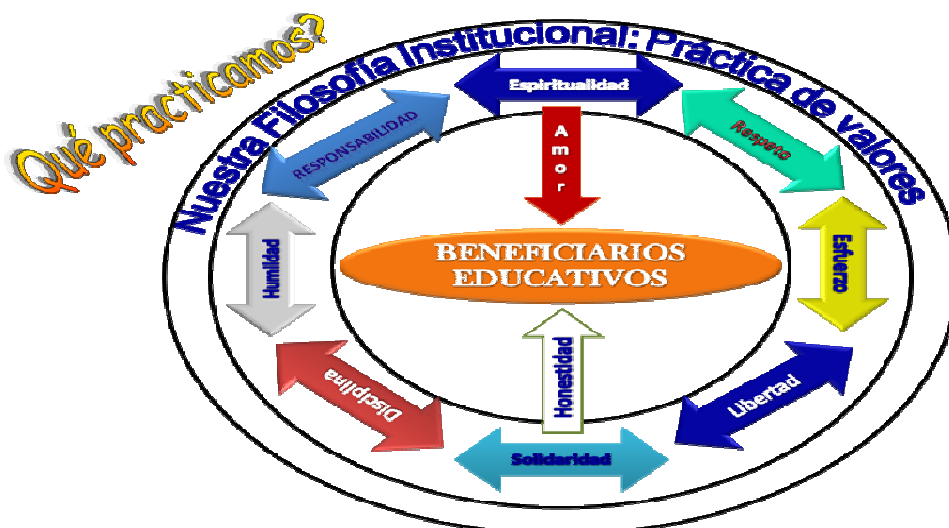 Qué practicamos?
Nuestra Filosofía Institucional: Práctica de valores
Espiritualidad
Respeto
Esfuerzo
Libertad
Solidaridad
Disciplina
Humildad
RESPONSABILIDAD
Amor
BENEFICIARIOS
EDUCATIVOS
Honestidad